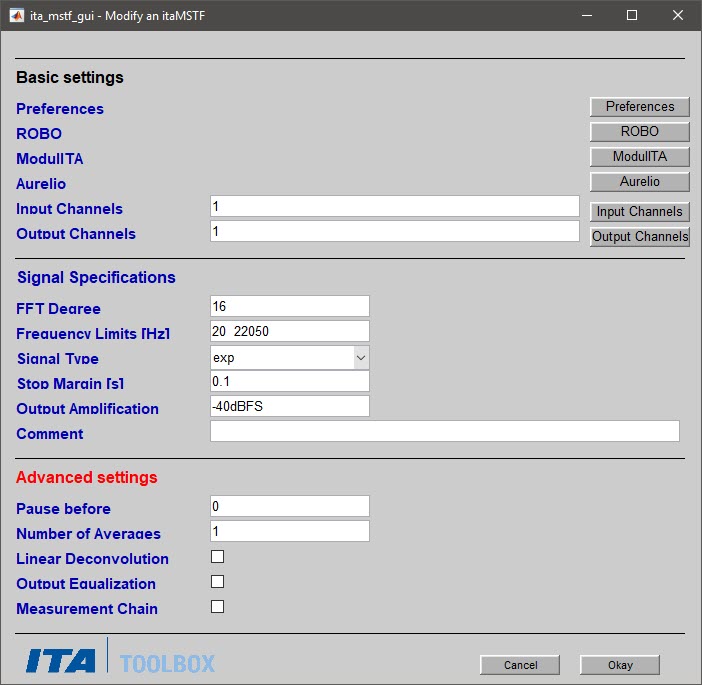 ita_mstf_gui - Modify an itaMSTF
Basic settings
Preferences Preferences
ROBO ROBO
ModulITA ModulITA
Aurelio Aurelio
Input Channels 1 Input Channels
Output Channels 1 Output Channels
Signal Specifications
FFT Degree 16
Frequency Limits [Hz] 20 22050
Signal Type exp
Stop Margin [s] 0.1
Output Amplification -40dBFS
Comment
Advanced settings
Pause before 0
Number of Averages 1
Linear Deconvolution
Output Equalization
Measurement Chain
ITA TOOLBOX Cancel Okay